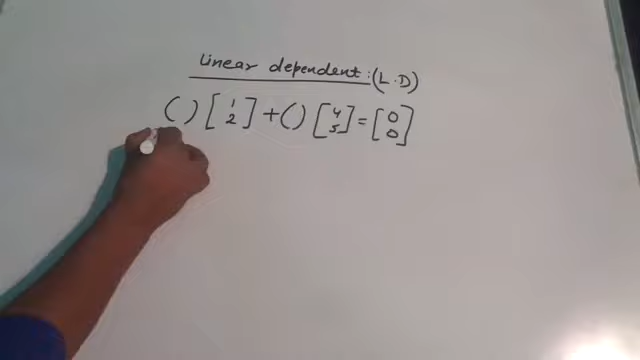 Linear dependent:(L.D)
( ) [1 2] + ( ) [4 5] = [0 0]